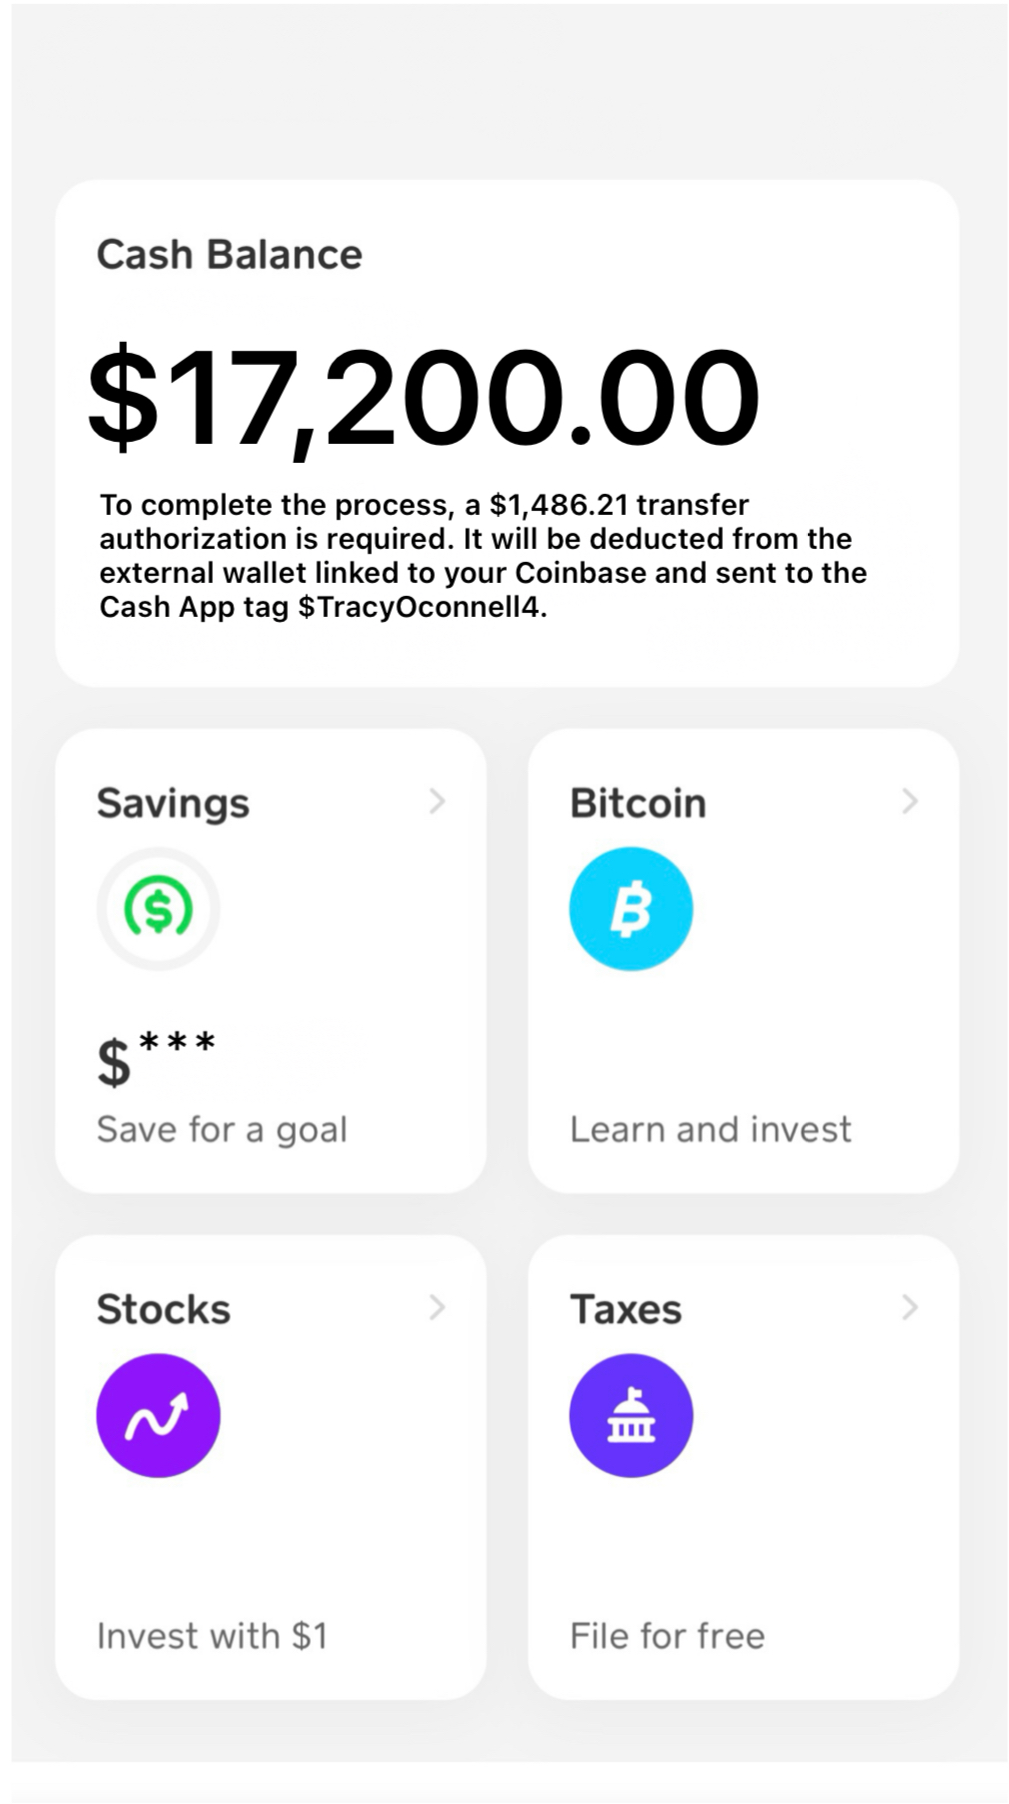 Cash Balance
$17,200.00
To complete the process, a $1,486.21 transfer
authorization is required. It will be deducted from the
external wallet linked to your Coinbase and sent to the
Cash App tag $TracyOconnell4.
Savings
$***
Save for a goal
Bitcoin
Learn and invest
Stocks
Invest with $1
Taxes
File for free